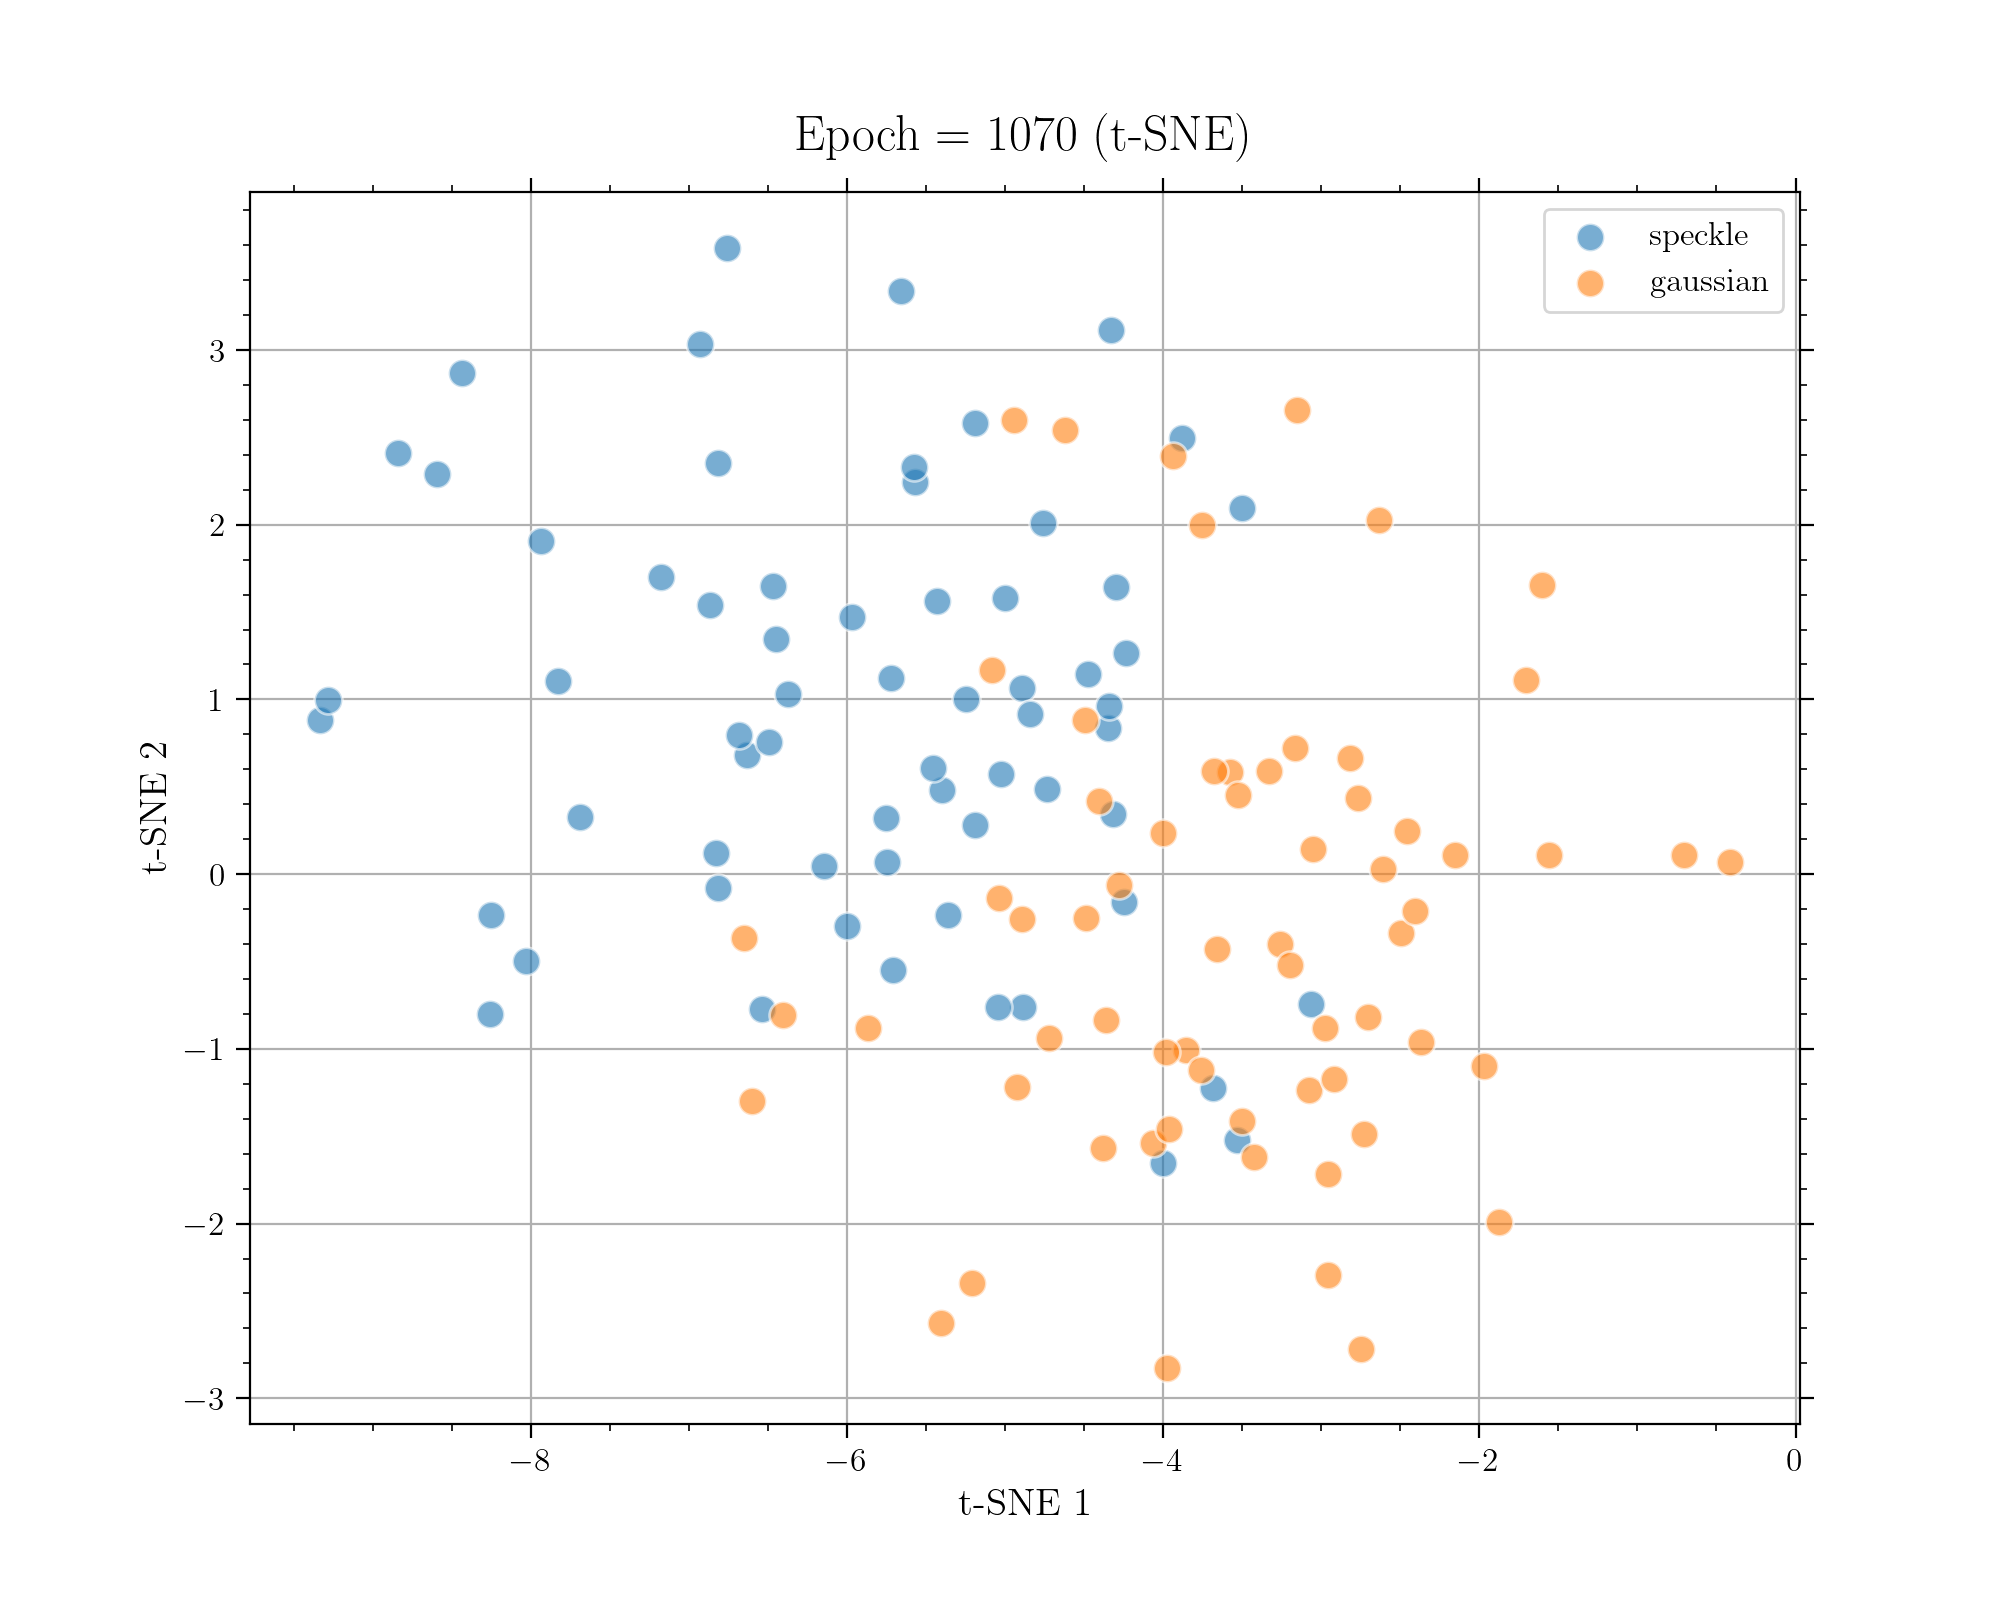 Epoch = 1070 (t-SNE)
speckle
gaussian
3
2
1
0
−1
−2
−3
t-SNE 2
−8
−6
−4
−2
0
t-SNE 1